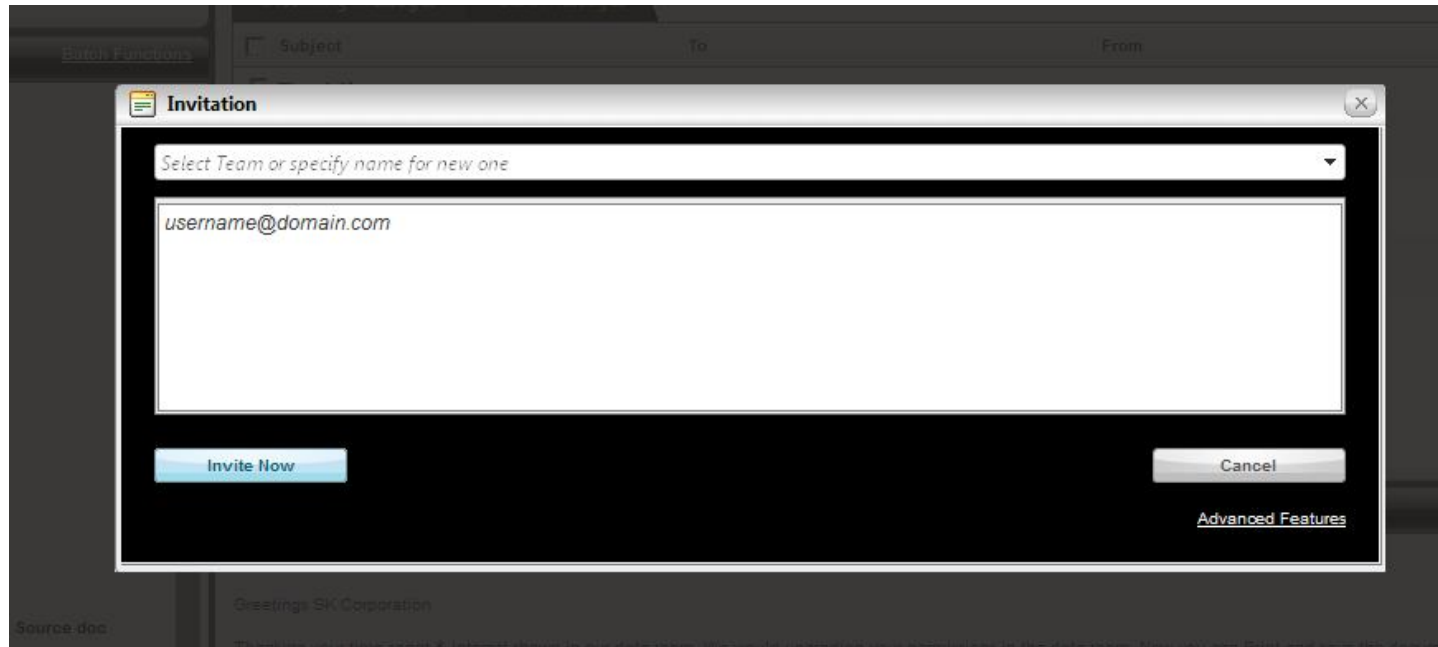 Batch Functions
Subject To From
Invitation
Select Team or specify name for new one
username@domain.com
Invite Now Cancel
Advanced Features
Greetings SK Corporation
Source doc